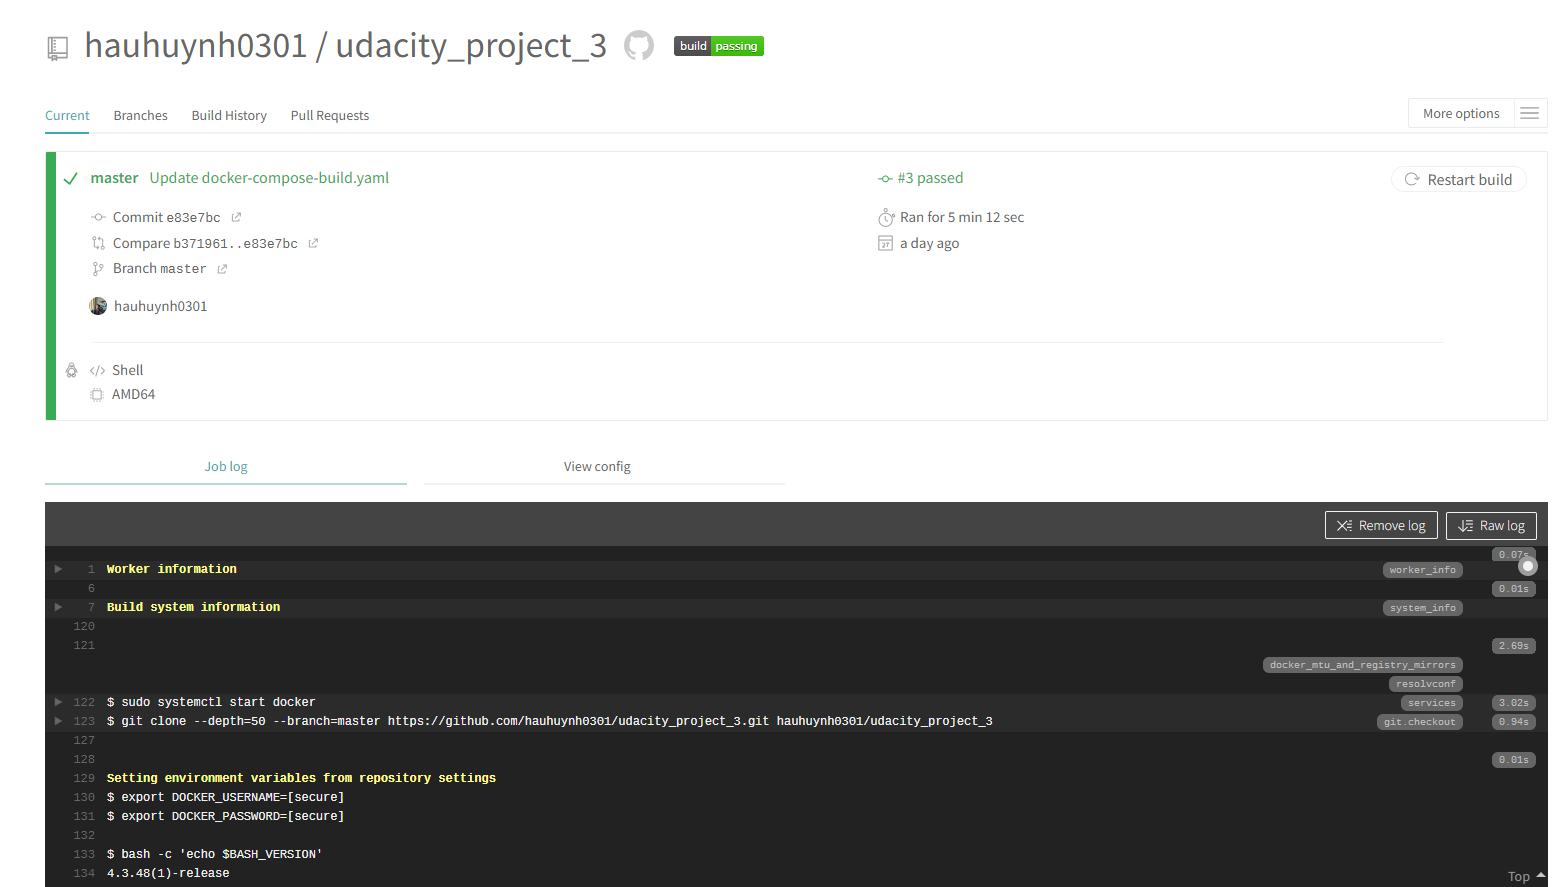 hauhuynh0301 / udacity_project_3 build passing
Current Branches Build History Pull Requests More options
master Update docker-compose-build.yaml #3 passed Restart build
Commit e83e7bc Ran for 5 min 12 sec
Compare b371961..e83e7bc 27 a day ago
Branch master
hauhuynh0301
</> Shell
AMD64
Job log View config
Remove log Raw log
0.07s
1 Worker information worker_info
6 0.01s
7 Build system information system_info
120
121 2.69s
docker_mtu_and_registry_mirrors
resolvconf
122 $ sudo systemctl start docker services 3.02s
123 $ git clone --depth=50 --branch=master https://github.com/hauhuynh0301/udacity_project_3.git hauhuynh0301/udacity_project_3 git.checkout 0.94s
127
128 0.01s
129 Setting environment variables from repository settings
130 $ export DOCKER_USERNAME=[secure]
131 $ export DOCKER_PASSWORD=[secure]
132
133 $ bash -c 'echo $BASH_VERSION'
134 4.3.48(1)-release
Top